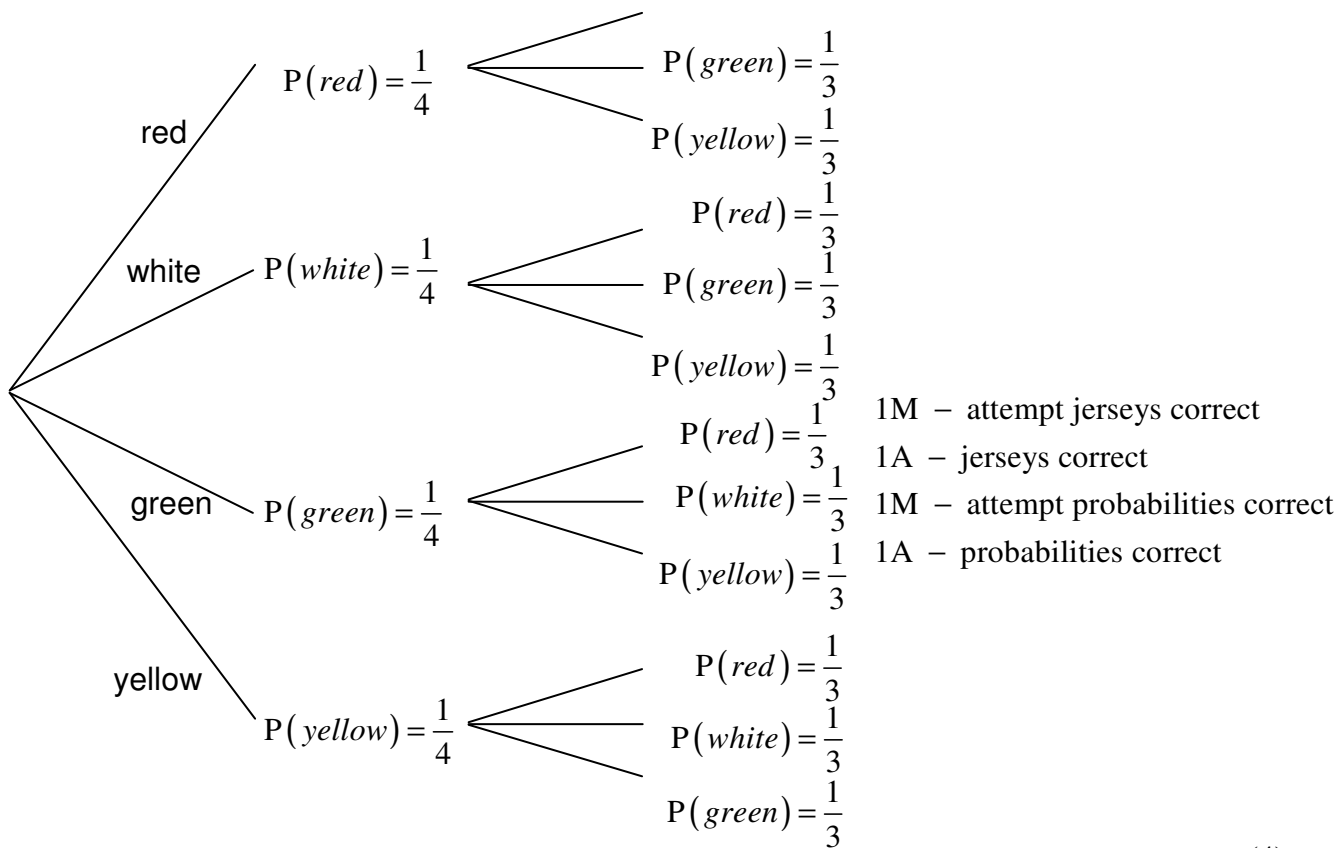 P(green) = 1/3
P(red) = 1/4
red
P(yellow) = 1/3
P(red) = 1/3
white
P(white) = 1/4
P(green) = 1/3
P(yellow) = 1/3
1M – attempt jerseys correct
P(red) = 1/3
1A – jerseys correct
green
P(green) = 1/4
P(white) = 1/3
1M – attempt probabilities correct
1A – probabilities correct
P(yellow) = 1/3
yellow
P(red) = 1/3
P(yellow) = 1/4
P(white) = 1/3
P(green) = 1/3